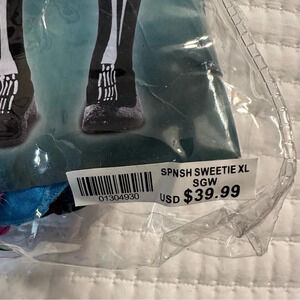 SPNSH SWEETIE XL
SGW
01304930
USD $39.99